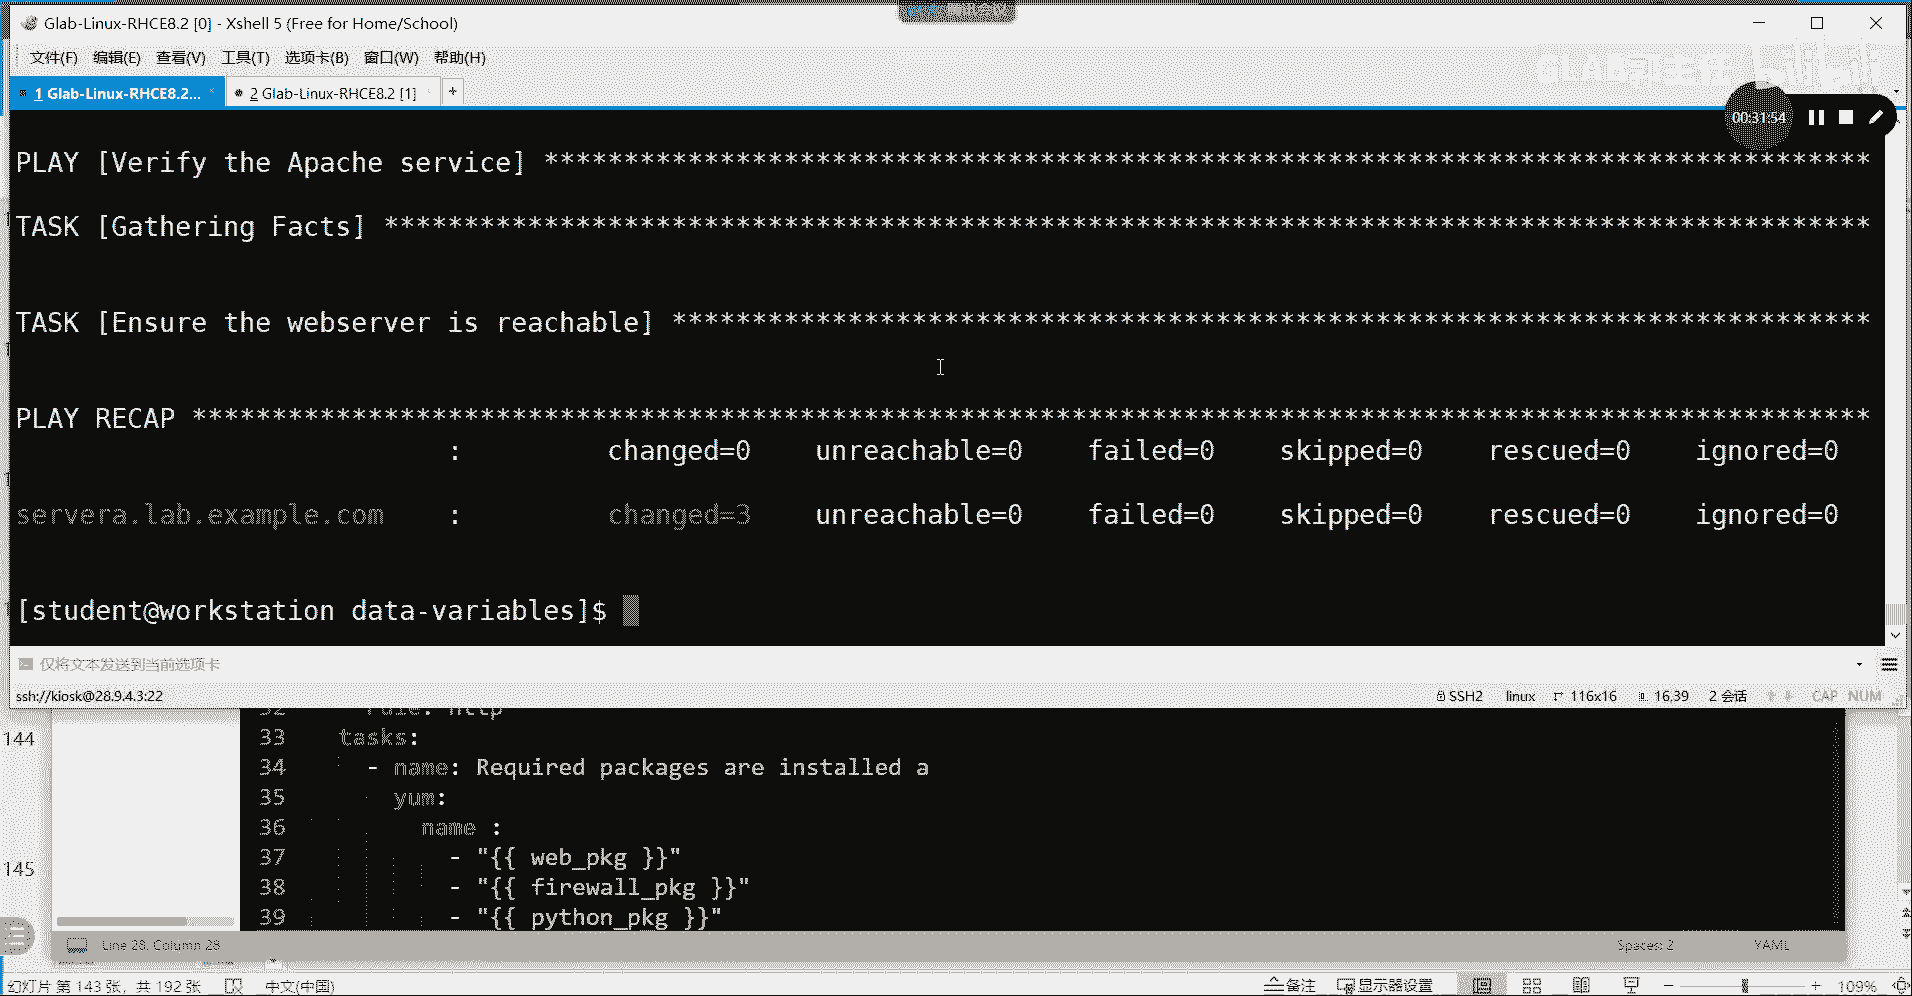 Glab-Linux-RHCE8.2 [0] - Xshell 5 (Free for Home/School)
文件(F) 编辑(E) 查看(V) 工具(T) 选项卡(B) 窗口(W) 帮助(H)
1 Glab-Linux-RHCE8.2... 2 Glab-Linux-RHCE8.2 [1] +
00:31:54
PLAY [Verify the Apache service] ***********************************************************************************
TASK [Gathering Facts] *********************************************************************************************
TASK [Ensure the webserver is reachable] ***************************************************************************
PLAY RECAP *********************************************************************************************************
: changed=0 unreachable=0 failed=0 skipped=0 rescued=0 ignored=0
servera.lab.example.com : changed=3 unreachable=0 failed=0 skipped=0 rescued=0 ignored=0
[student@workstation data-variables]$
仅将文本发送到当前选项卡
ssh://kiosk@28.9.4.3:22 SSH2 linux 116x16 16,39 2 会话 CAP NUM
144
33 tasks:
34 - name: Required packages are installed a
35 yum:
36 name :
37 - "{{ web_pkg }}"
145
38 - "{{ firewall_pkg }}"
39 - "{{ python_pkg }}"
Line 28, Column 28 Spaces: 2 YAML
幻灯片 第 143 张，共 192 张 中文(中国) 备注 显示器设置 109%